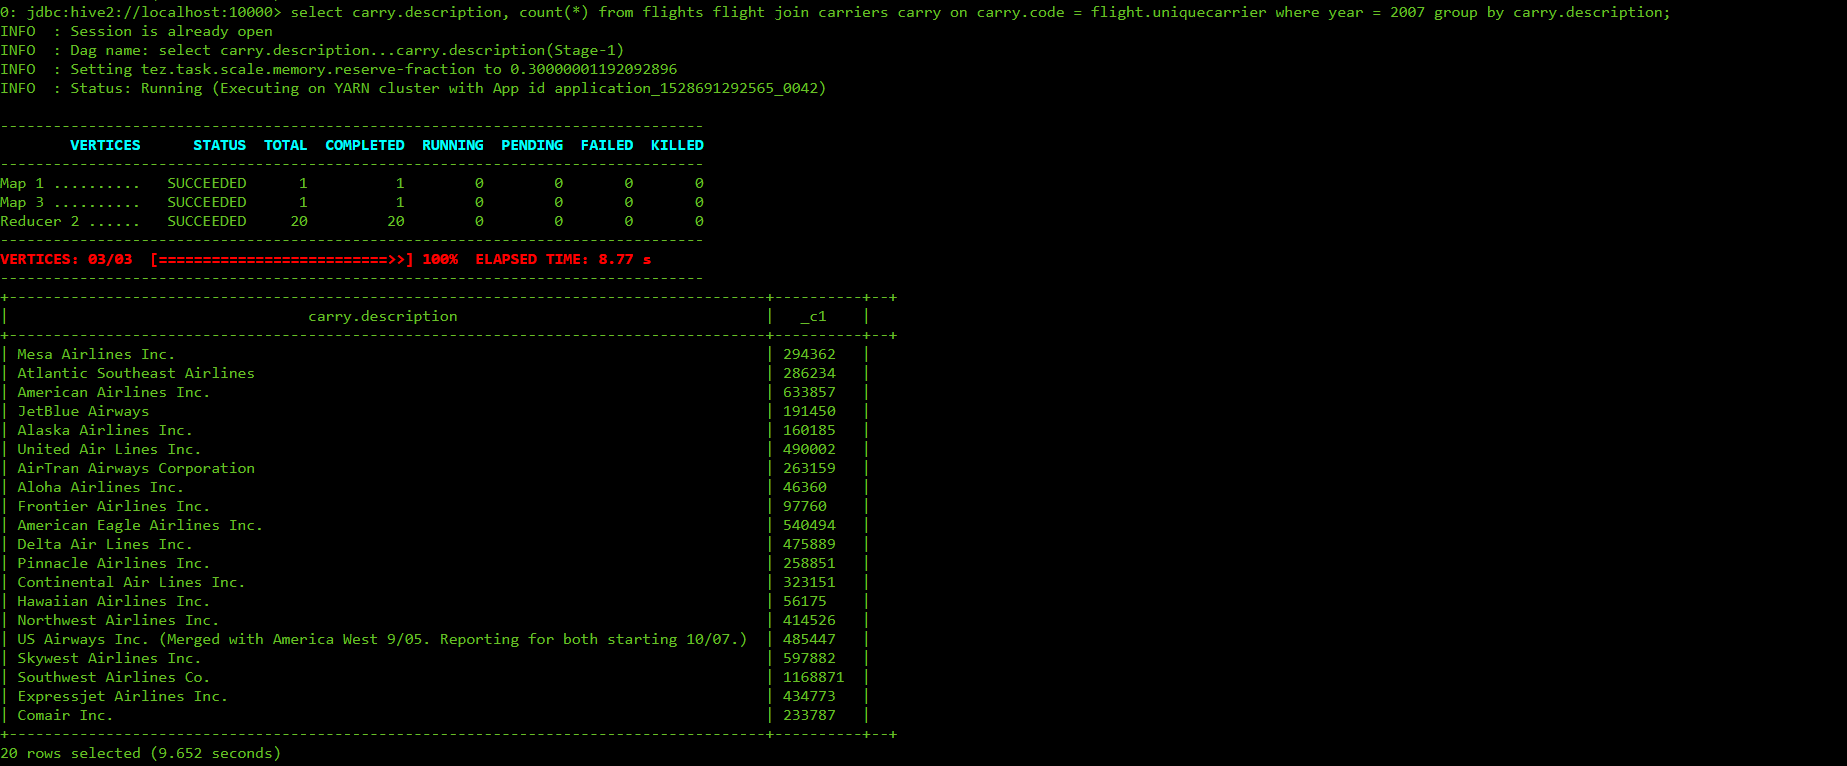 0: jdbc:hive2://localhost:10000> select carry.description, count(*) from flights flight join carriers carry on carry.code = flight.uniquecarrier where year = 2007 group by carry.description;
INFO  : Session is already open
INFO  : Dag name: select carry.description...carry.description(Stage-1)
INFO  : Setting tez.task.scale.memory.reserve-fraction to 0.30000001192092896
INFO  : Status: Running (Executing on YARN cluster with App id application_1528691292565_0042)
--------------------------------------------------------------------------------
        VERTICES      STATUS  TOTAL  COMPLETED  RUNNING  PENDING  FAILED  KILLED
--------------------------------------------------------------------------------
Map 1 ..........   SUCCEEDED      1          1        0        0       0       0
Map 3 ..........   SUCCEEDED      1          1        0        0       0       0
Reducer 2 ......   SUCCEEDED     20         20        0        0       0       0
--------------------------------------------------------------------------------
VERTICES: 03/03  [==========================>>] 100%  ELAPSED TIME: 8.77 s
--------------------------------------------------------------------------------
+--------------------------------------------------------------------------------------+----------+--+
|                                  carry.description                                   |   _c1    |
+--------------------------------------------------------------------------------------+----------+--+
| Mesa Airlines Inc.                                                                   | 294362   |
| Atlantic Southeast Airlines                                                          | 286234   |
| American Airlines Inc.                                                               | 633857   |
| JetBlue Airways                                                                      | 191450   |
| Alaska Airlines Inc.                                                                 | 160185   |
| United Air Lines Inc.                                                                | 490002   |
| AirTran Airways Corporation                                                          | 263159   |
| Aloha Airlines Inc.                                                                  | 46360    |
| Frontier Airlines Inc.                                                               | 97760    |
| American Eagle Airlines Inc.                                                         | 540494   |
| Delta Air Lines Inc.                                                                 | 475889   |
| Pinnacle Airlines Inc.                                                               | 258851   |
| Continental Air Lines Inc.                                                           | 323151   |
| Hawaiian Airlines Inc.                                                               | 56175    |
| Northwest Airlines Inc.                                                              | 414526   |
| US Airways Inc. (Merged with America West 9/05. Reporting for both starting 10/07.)  | 485447   |
| Skywest Airlines Inc.                                                                | 597882   |
| Southwest Airlines Co.                                                               | 1168871  |
| Expressjet Airlines Inc.                                                             | 434773   |
| Comair Inc.                                                                          | 233787   |
+--------------------------------------------------------------------------------------+----------+--+
20 rows selected (9.652 seconds)